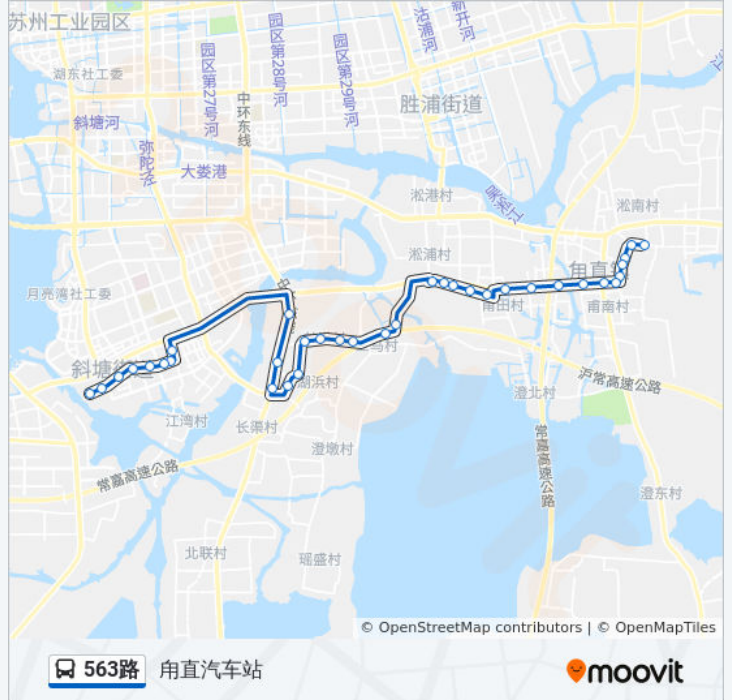 苏州工业园区
湖东社工委
斜塘河
弥陀江
大娄港
园区第27号河
园区第28号河
园区第29号河
中环东线
沽浦河
新开河
胜浦街道
淞港村
吴淞江
淞南村
淞浦村
月亮湾社工委
甪田村
甪南村
斜塘街道
湖浜村
沪常高速公路
江湾村
长渠村
澄北村
澄墩村
常嘉高速公路
常嘉高速公路
澄东村
北联村
瑶盛村
© OpenStreetMap contributors | © OpenMapTiles
563路 甪直汽车站
moovit